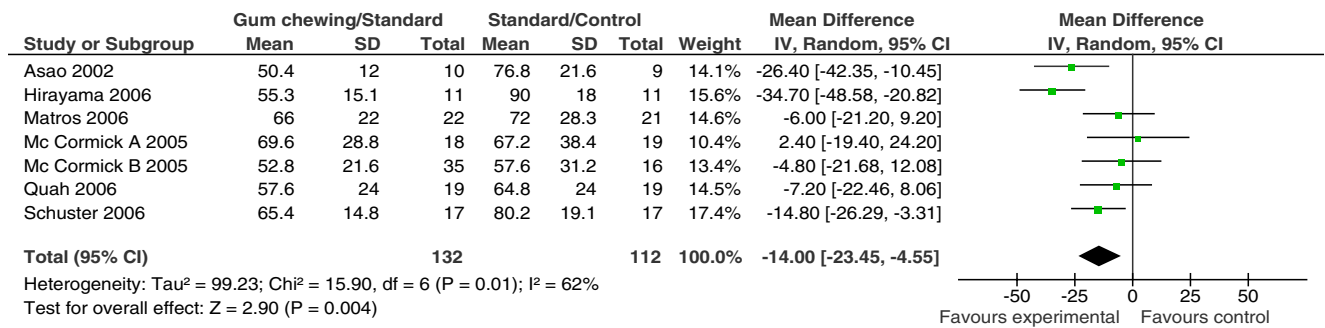 Gum chewing/Standard Standard/Control Mean Difference Mean Difference
Study or Subgroup Mean SD Total Mean SD Total Weight IV, Random, 95% CI IV, Random, 95% CI
Asao 2002 50.4 12 10 76.8 21.6 9 14.1% -26.40 [-42.35, -10.45]
Hirayama 2006 55.3 15.1 11 90 18 11 15.6% -34.70 [-48.58, -20.82]
Matros 2006 66 22 22 72 28.3 21 14.6% -6.00 [-21.20, 9.20]
Mc Cormick A 2005 69.6 28.8 18 67.2 38.4 19 10.4% 2.40 [-19.40, 24.20]
Mc Cormick B 2005 52.8 21.6 35 57.6 31.2 16 13.4% -4.80 [-21.68, 12.08]
Quah 2006 57.6 24 19 64.8 24 19 14.5% -7.20 [-22.46, 8.06]
Schuster 2006 65.4 14.8 17 80.2 19.1 17 17.4% -14.80 [-26.29, -3.31]
Total (95% CI) 132 112 100.0% -14.00 [-23.45, -4.55]
Heterogeneity: Tau² = 99.23; Chi² = 15.90, df = 6 (P = 0.01); I² = 62%
Test for overall effect: Z = 2.90 (P = 0.004)
-50 -25 0 25 50
Favours experimental Favours control